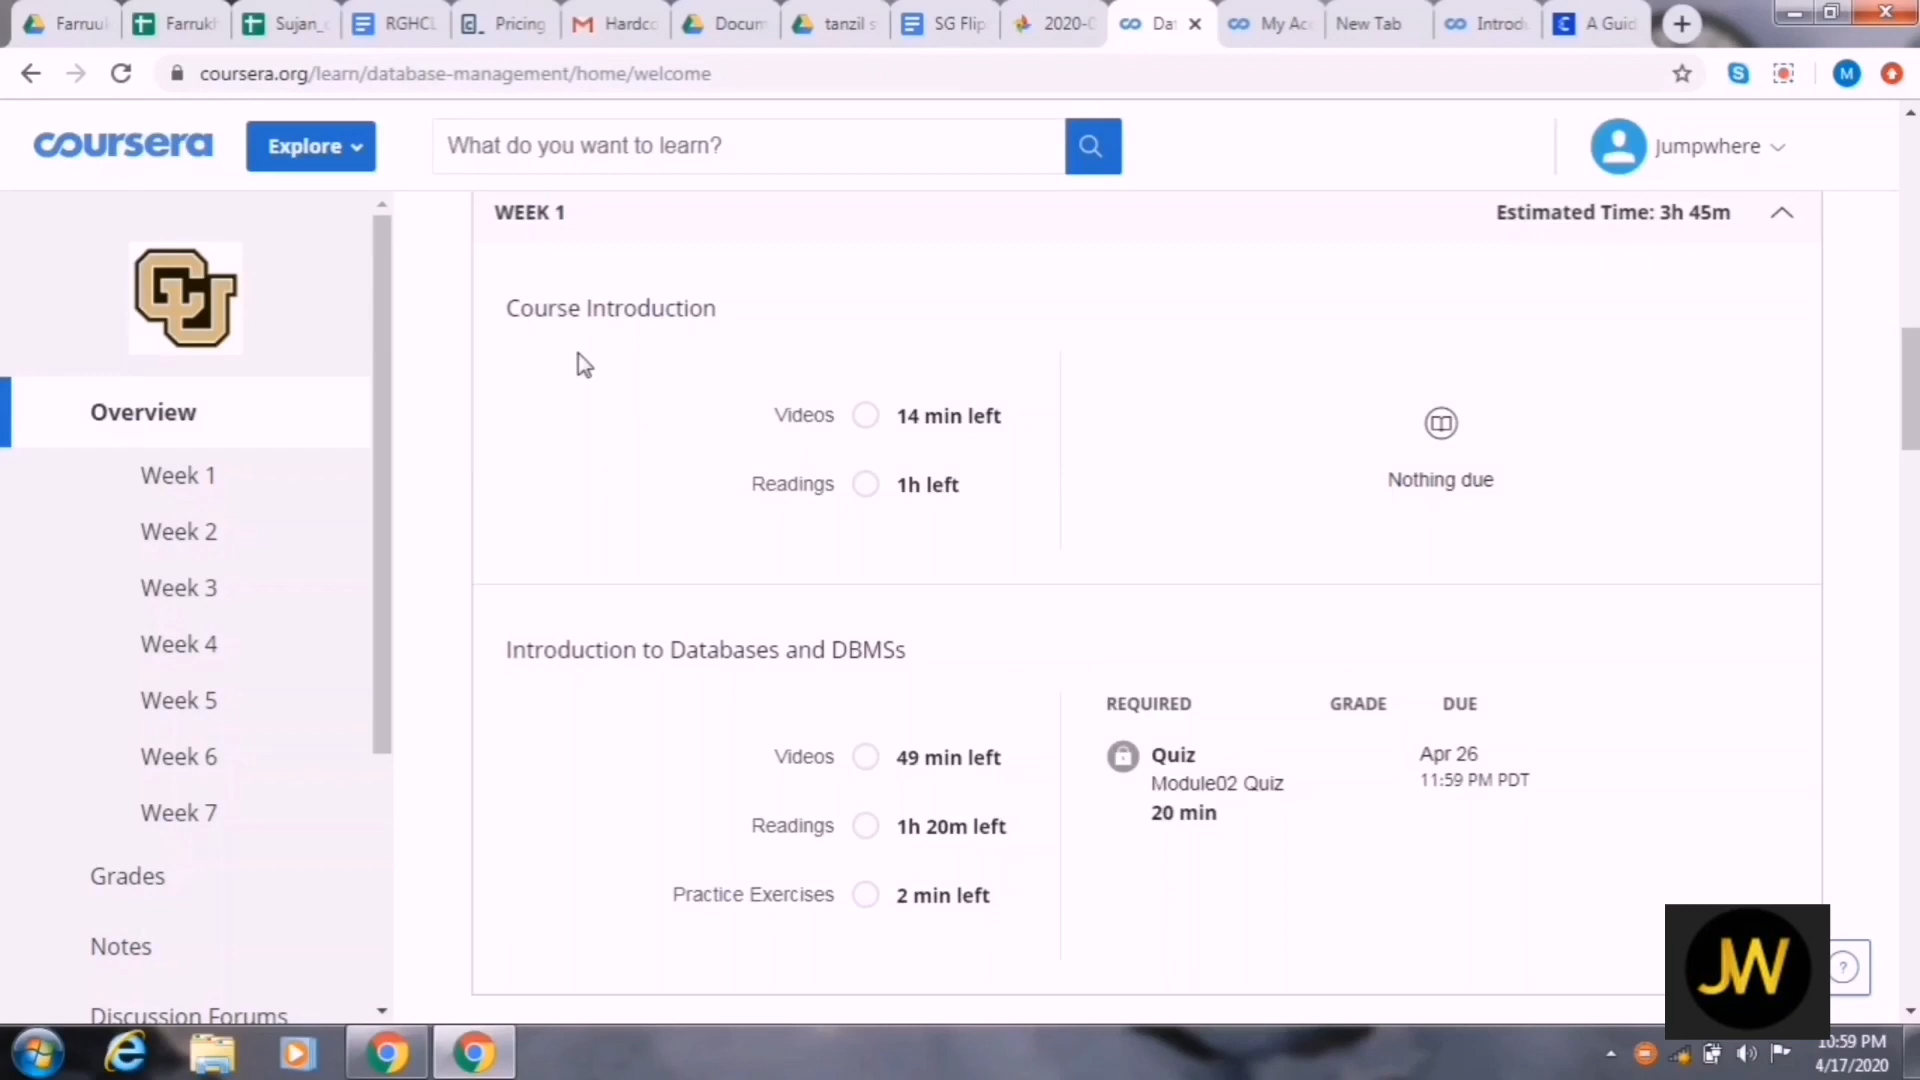 Farruu
Farrukh
Sujan_
RGHCL
Pricing
Hardco
Docum
tanzil s
SG Flip
2020-0
Da
My Ac
New Tab
Introdu
A Guid
coursera.org/learn/database-management/home/welcome
S
M
coursera
Explore
What do you want to learn?
Jumpwhere
WEEK 1
Estimated Time: 3h 45m
CU
Course Introduction
Overview
Videos
14 min left
Readings
1h left
Nothing due
Week 1
Week 2
Week 3
Week 4
Week 5
Week 6
Week 7
Introduction to Databases and DBMSs
REQUIRED
GRADE
DUE
Videos
49 min left
Quiz
Module02 Quiz
20 min
Apr 26
11:59 PM PDT
Readings
1h 20m left
Practice Exercises
2 min left
Grades
Notes
Discussion Forums
JW
?
10:59 PM
4/17/2020